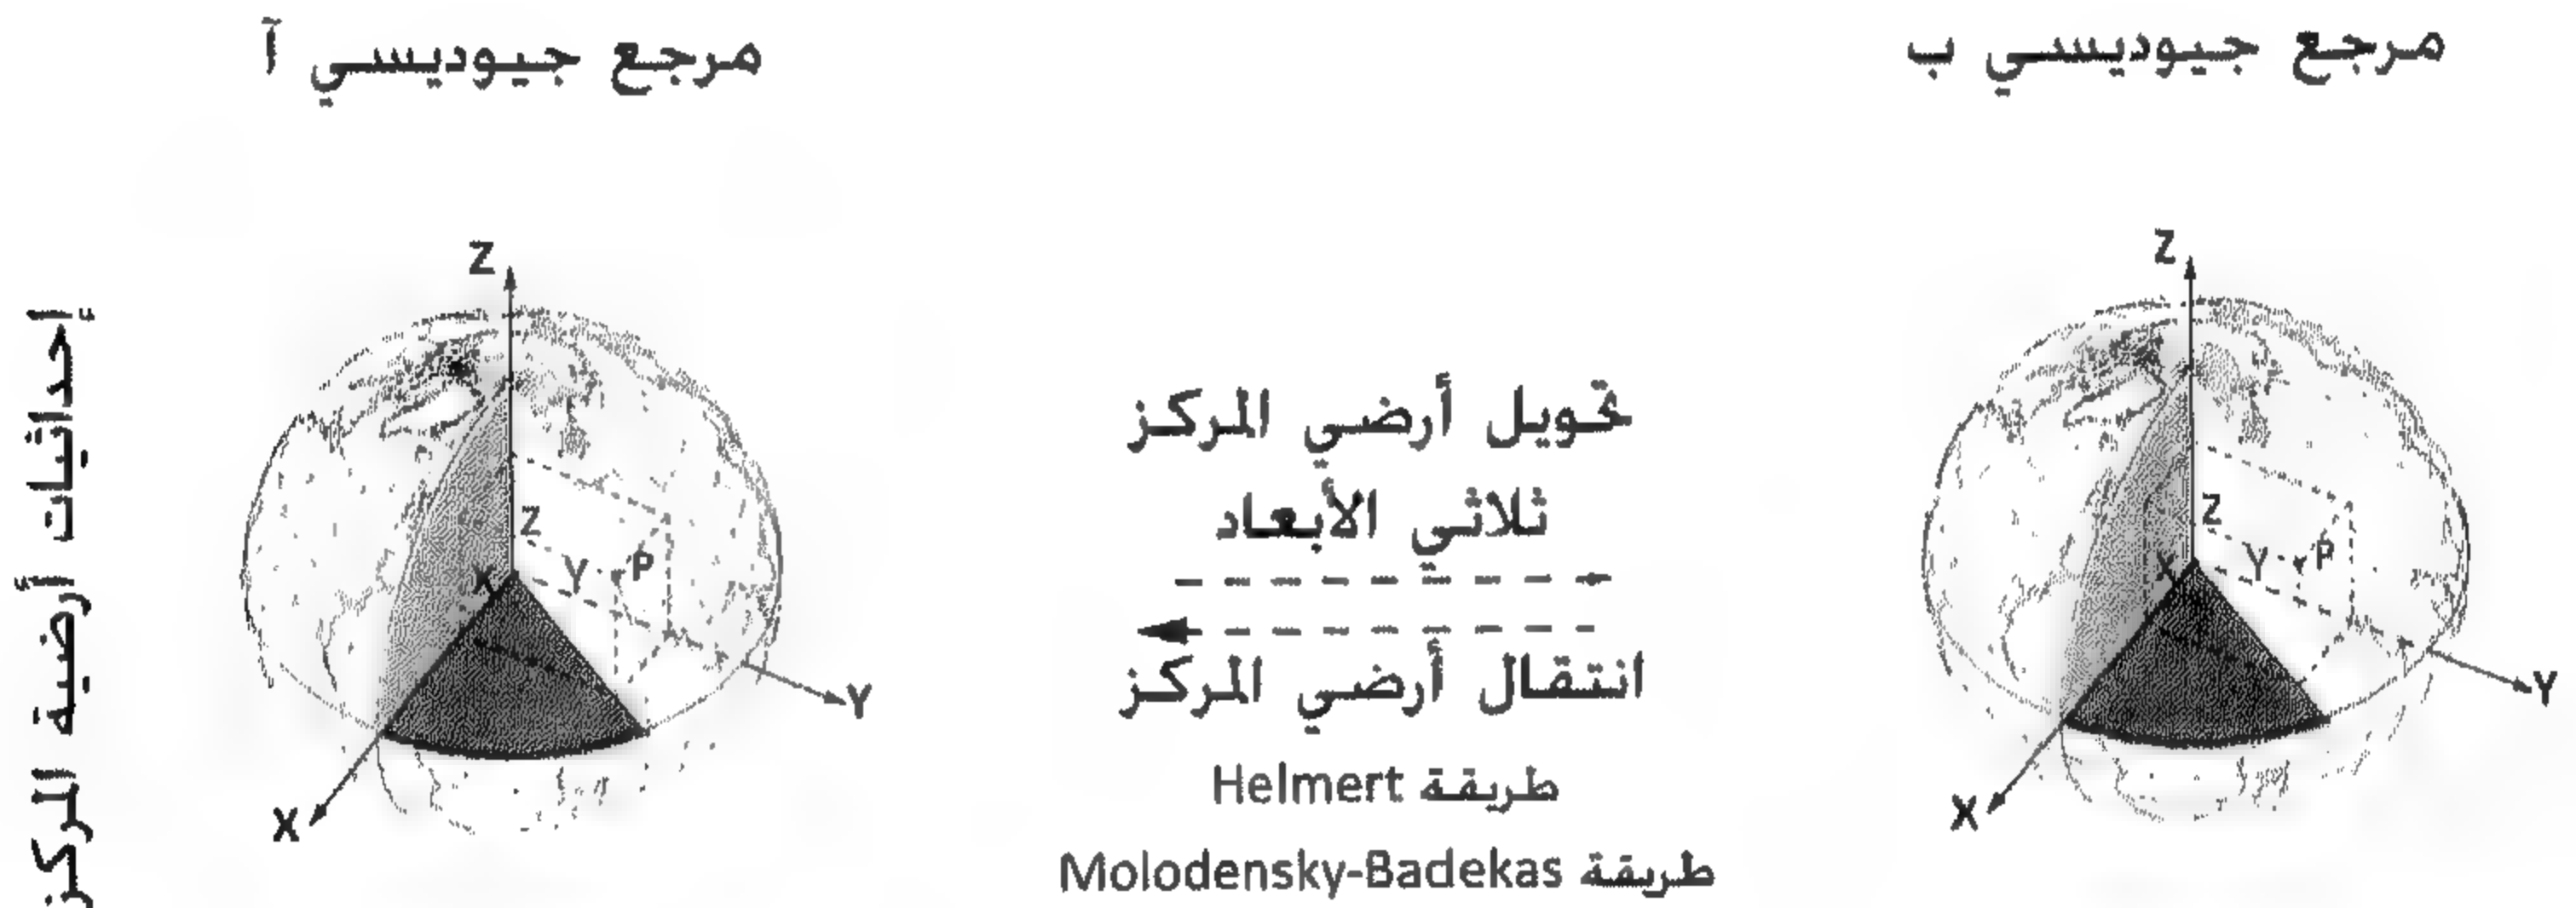 مرجع جيوديسي آ
مرجع جيوديسي ب
إحداثيات أرضية المركز
Z
Z
X
Y
P
Y
X
تحويل أرضي المركز
ثلاثي الأبعاد
انتقال أرضي المركز
طريقة Helmert
طريقة Molodensky-Badekas
Z
Z
X
Y
P
Y
X